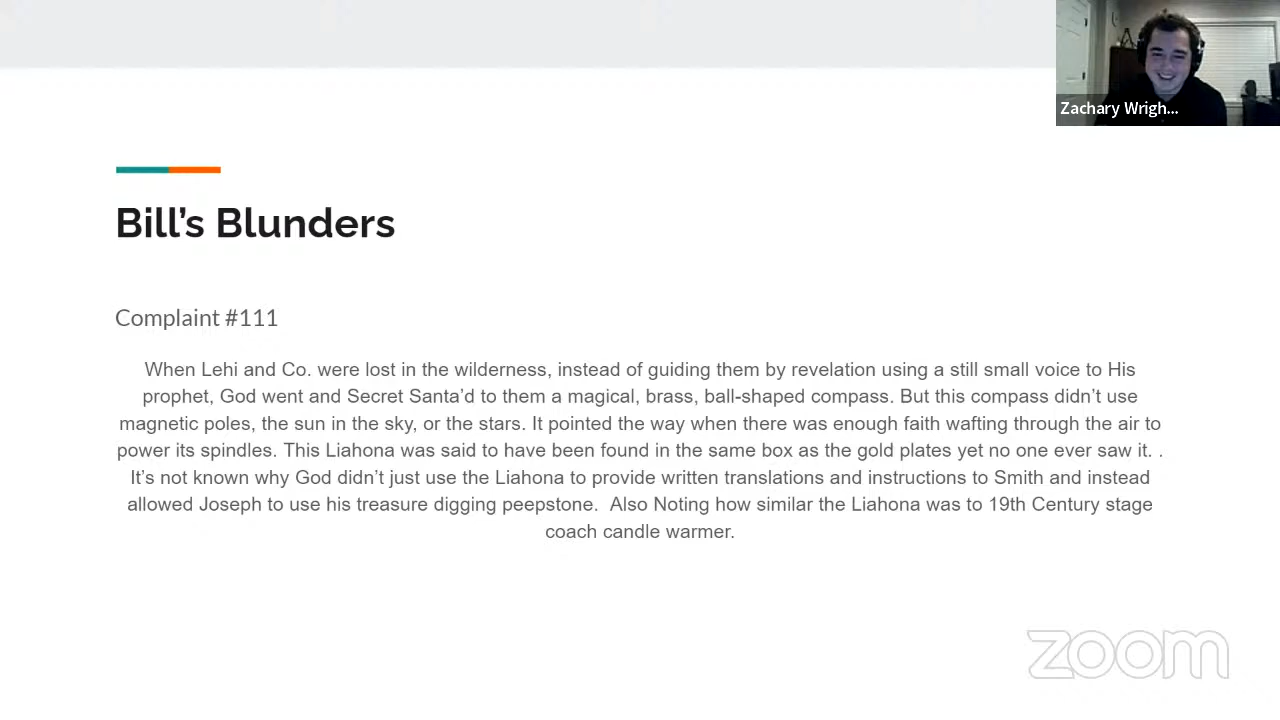 Zachary Wrigh...
Bill's Blunders
Complaint #111
When Lehi and Co. were lost in the wilderness, instead of guiding them by revelation using a still small voice to His
prophet, God went and Secret Santa'd to them a magical, brass, ball-shaped compass. But this compass didn't use
magnetic poles, the sun in the sky, or the stars. It pointed the way when there was enough faith wafting through the air to
power its spindles. This Liahona was said to have been found in the same box as the gold plates yet no one ever saw it. .
It's not known why God didn't just use the Liahona to provide written translations and instructions to Smith and instead
allowed Joseph to use his treasure digging peepstone.  Also Noting how similar the Liahona was to 19th Century stage
coach candle warmer.
zoom